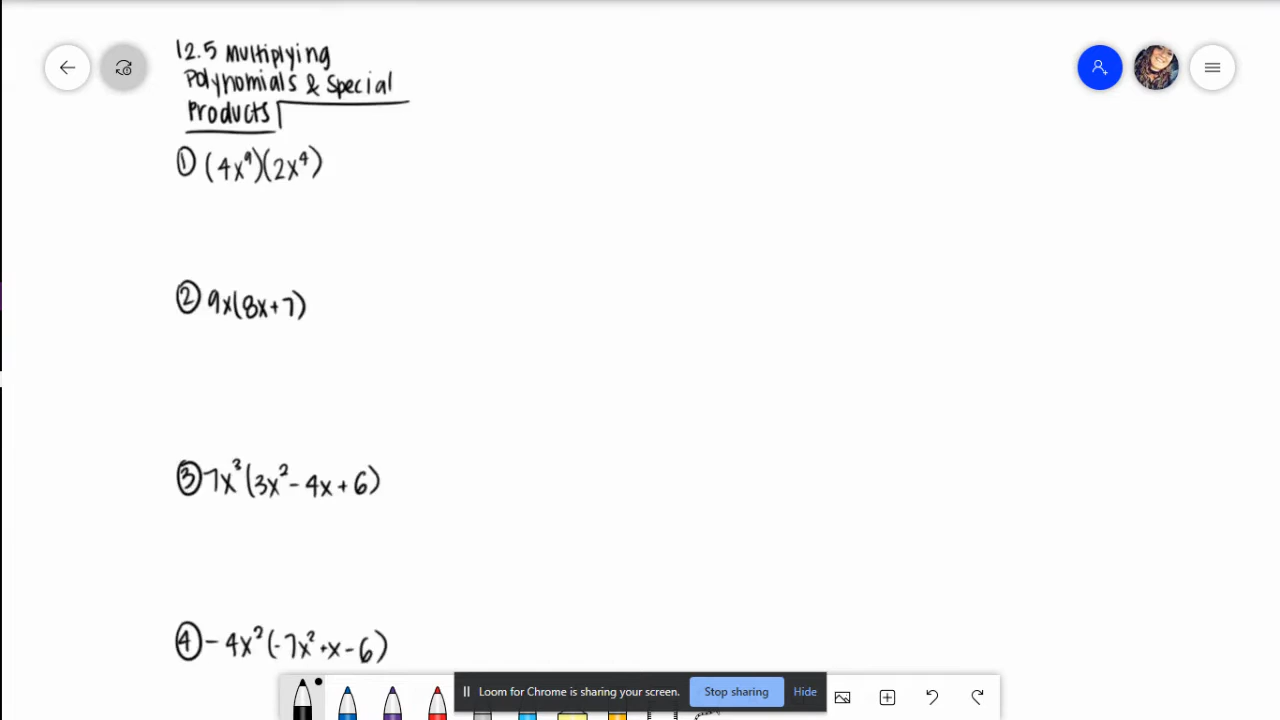 12.5 Multiplying
Polynomials & Special
Products
① (4x⁹)(2x⁴)
② 9x(8x+7)
③ 7x³(3x²-4x+6)
④ -4x²(-7x²+x-6)
Loom for Chrome is sharing your screen.
Stop sharing
Hide